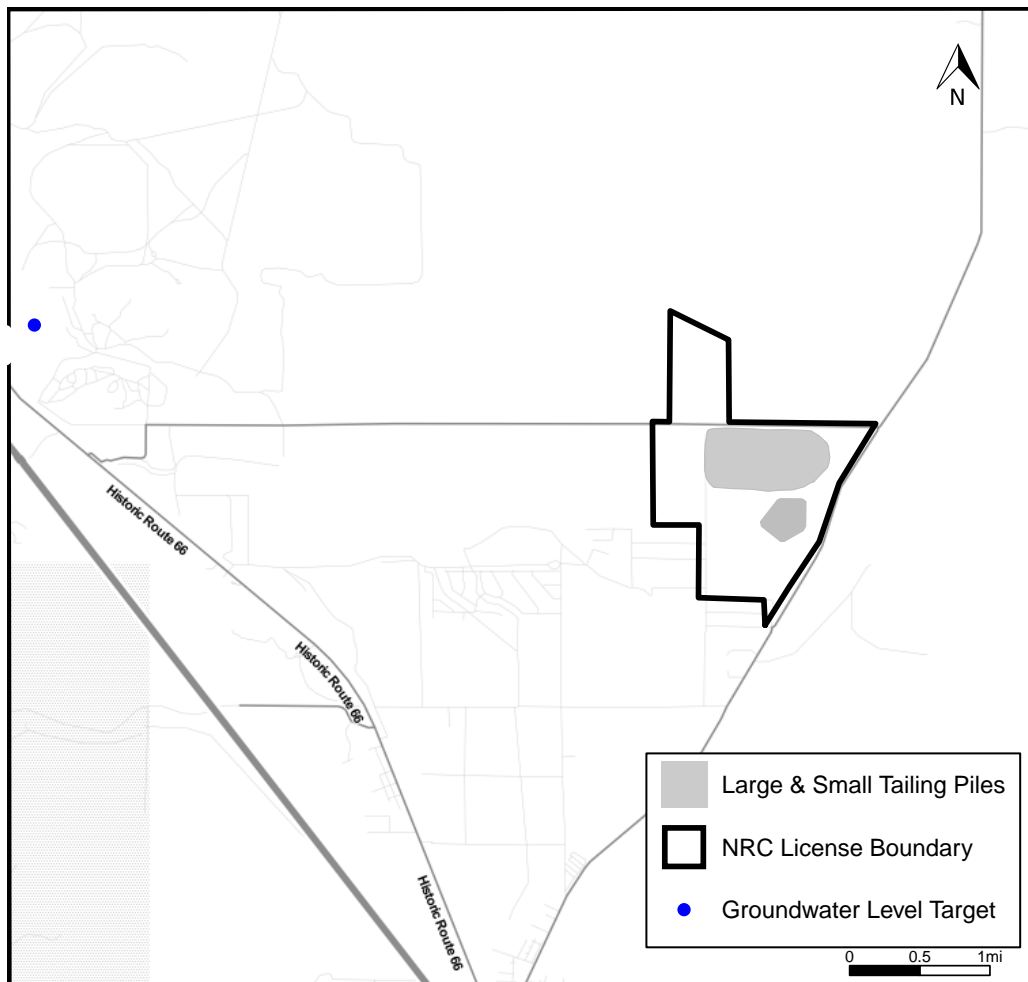 N
Historic Route 66
Historic Route 66
Historic Route 66
Large & Small Tailing Piles
NRC License Boundary
Groundwater Level Target
0 0.5 1mi